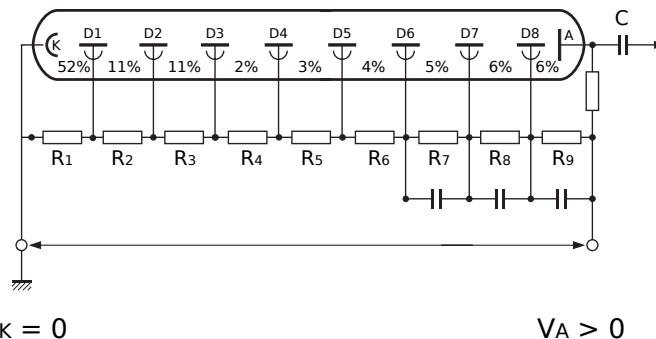 C
K D1 D2 D3 D4 D5 D6 D7 D8 A
52% 11% 11% 2% 3% 4% 5% 6% 6%
R1 R2 R3 R4 R5 R6 R7 R8 R9
K = 0 VA > 0